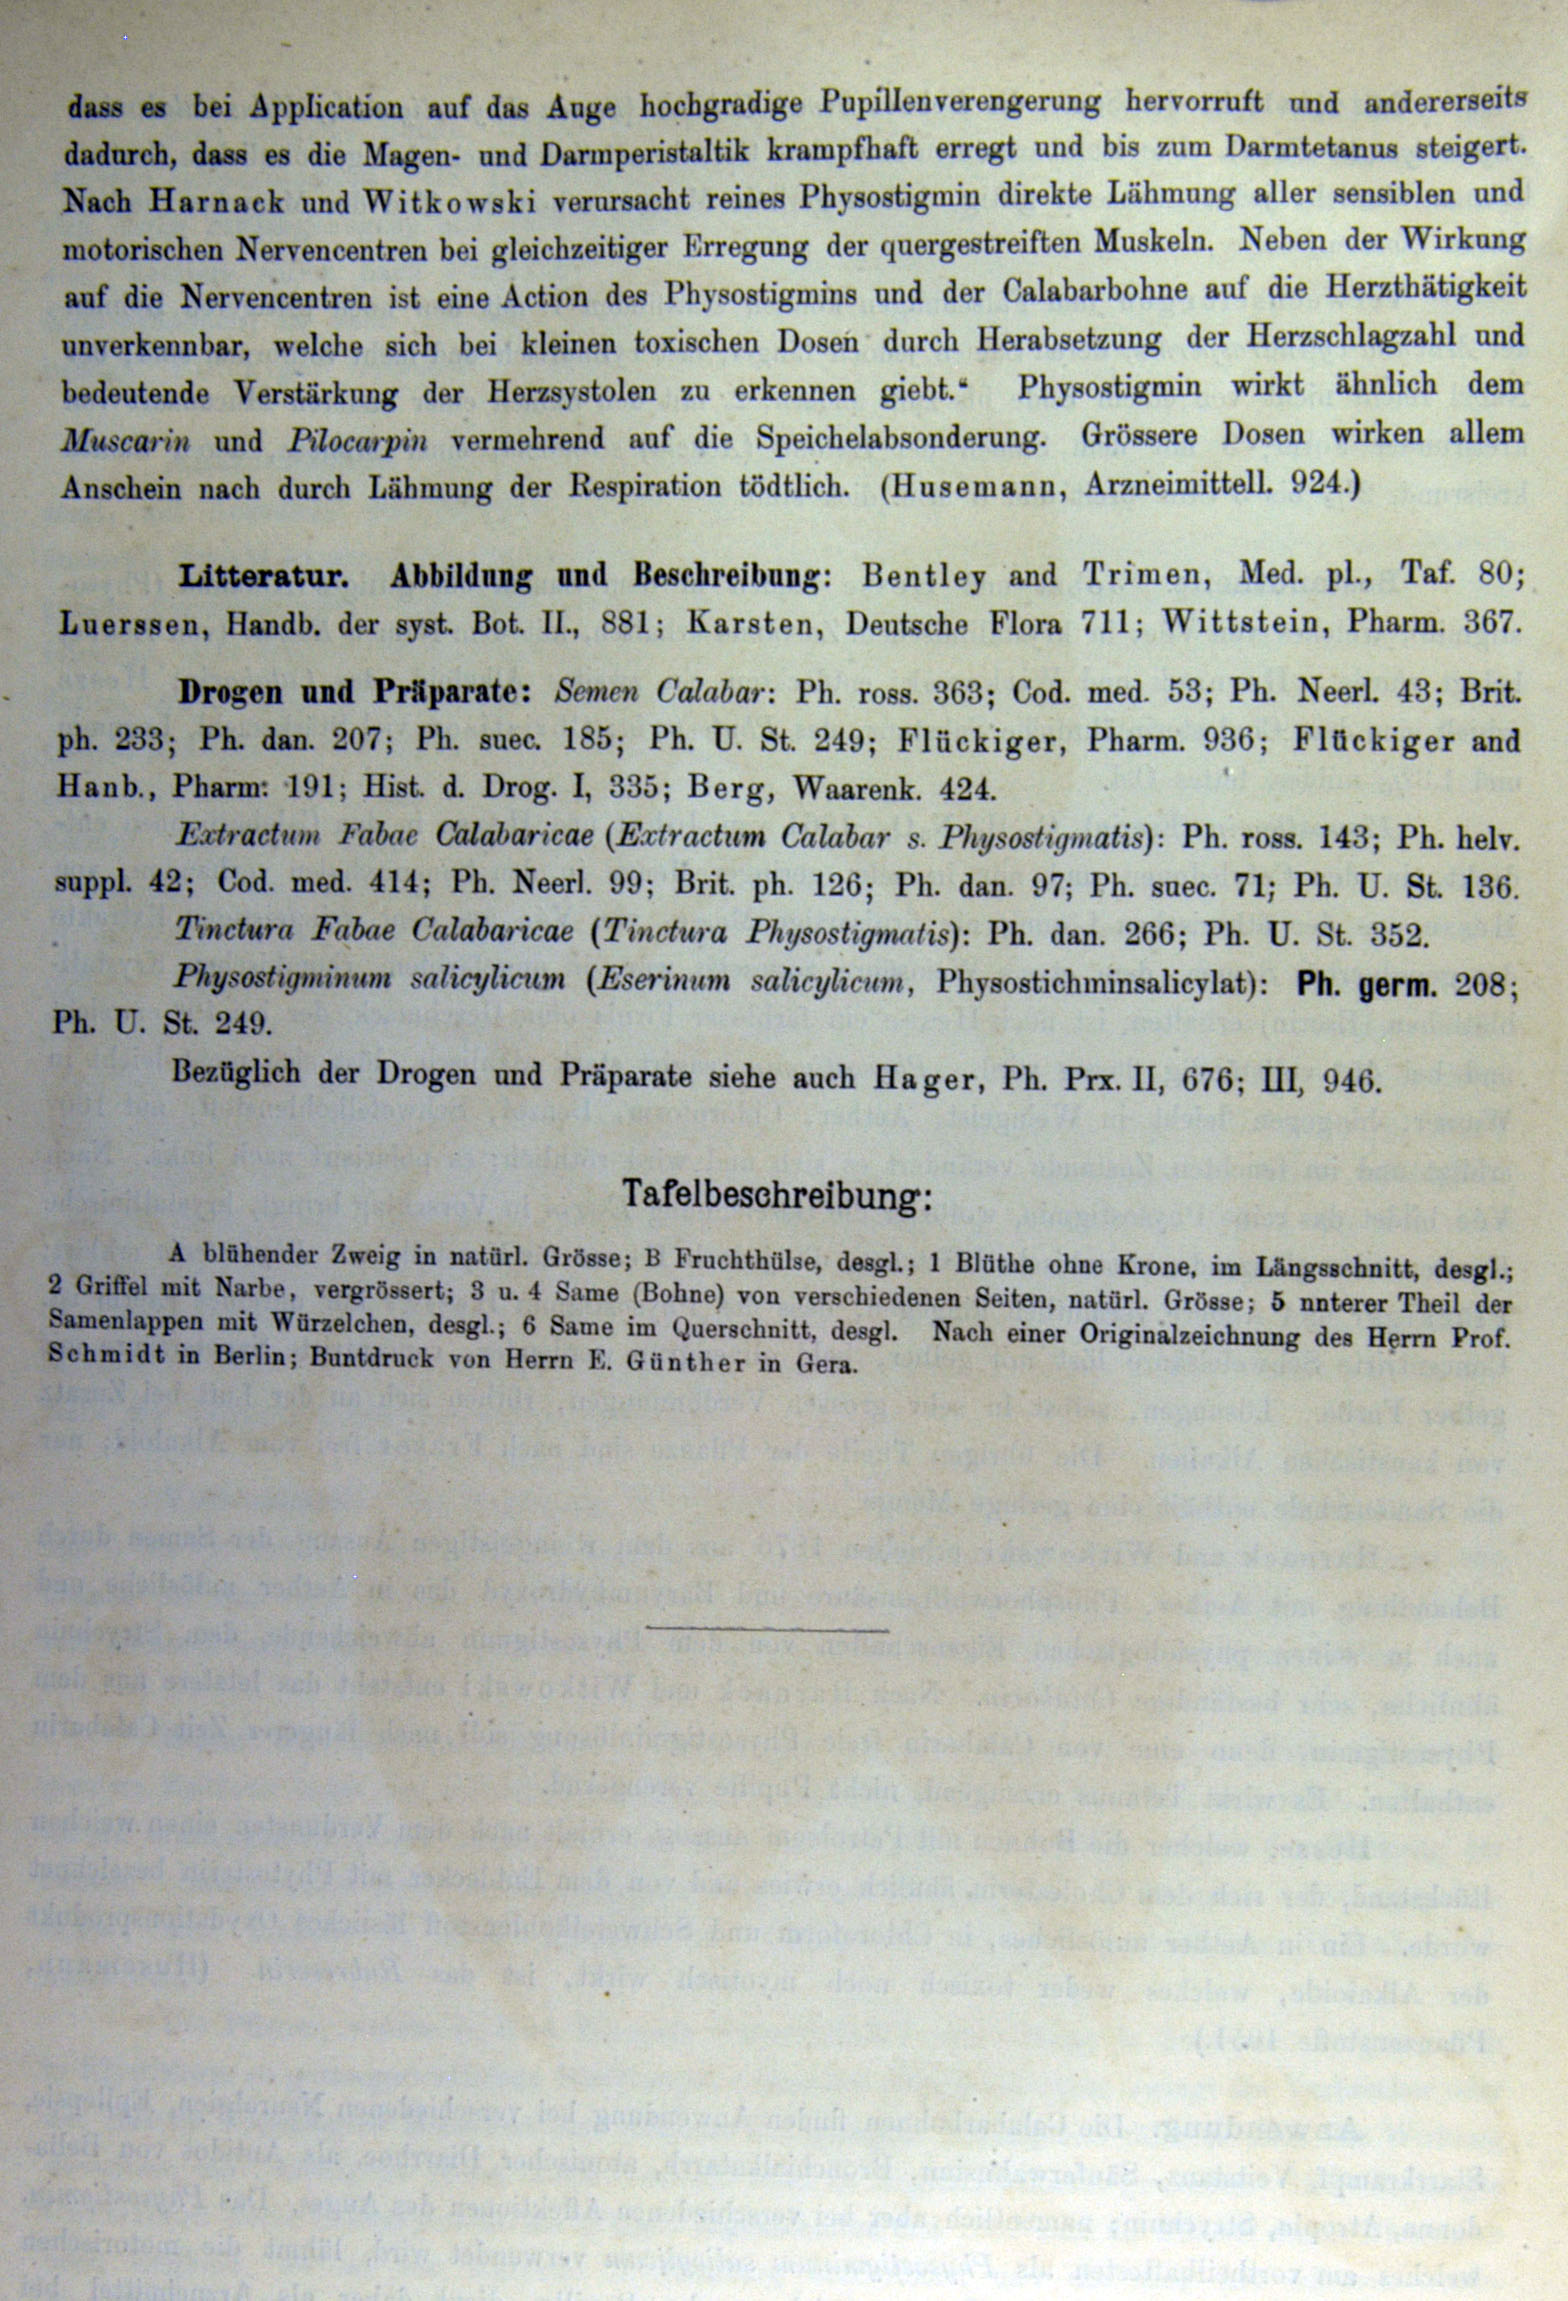 dass es bei Application auf das Auge hochgradige Pupillenverengerung hervorruft und andererseits
dadurch, dass es die Magen- und Darmperistaltik krampfhaft erregt und bis zum Darmtetanus steigert.
Nach Harnack und Witkowski verursacht reines Physostigmin direkte Lähmung aller sensiblen und
motorischen Nervencentren bei gleichzeitiger Erregung der quergestreiften Muskeln. Neben der Wirkung
auf die Nervencentren ist eine Action des Physostigmins und der Calabarbohne auf die Herzthätigkeit
unverkennbar, welche sich bei kleinen toxischen Dosen durch Herabsetzung der Herzschlagzahl und
bedeutende Verstärkung der Herzsystolen zu erkennen giebt.“ Physostigmin wirkt ähnlich dem
Muscarin und Pilocarpin vermehrend auf die Speichelabsonderung. Grössere Dosen wirken allem
Anschein nach durch Lähmung der Respiration tödtlich. (Husemann, Arzneimittell. 924.)
Litteratur. Abbildung und Beschreibung: Bentley and Trimen, Med. pl., Taf. 80;
Luerssen, Handb. der syst. Bot. II., 881; Karsten, Deutsche Flora 711; Wittstein, Pharm. 367.
Drogen und Präparate: Semen Calabar: Ph. ross. 363; Cod. med. 53; Ph. Neerl. 43; Brit.
ph. 233; Ph. dan. 207; Ph. suec. 185; Ph. U. St. 249; Flückiger, Pharm. 936; Flückiger and
Hanb., Pharm: 191; Hist. d. Drog. I, 335; Berg, Waarenk. 424.
Extractum Fabae Calabaricae (Extractum Calabar s. Physostigmatis): Ph. ross. 143; Ph. helv.
suppl. 42; Cod. med. 414; Ph. Neerl. 99; Brit. ph. 126; Ph. dan. 97; Ph. suec. 71; Ph. U. St. 136.
Tinctura Fabae Calabaricae (Tinctura Physostigmatis): Ph. dan. 266; Ph. U. St. 352.
Physostigminum salicylicum (Eserinum salicylicum, Physostichminsalicylat): Ph. germ. 208;
Ph. U. St. 249.
Bezüglich der Drogen und Präparate siehe auch Hager, Ph. Prx. II, 676; III, 946.
Tafelbeschreibung:
A blühender Zweig in natürl. Grösse; B Fruchthülse, desgl.; 1 Blüthe ohne Krone, im Längsschnitt, desgl.;
2 Griffel mit Narbe, vergrössert; 3 u. 4 Same (Bohne) von verschiedenen Seiten, natürl. Grösse; 5 nnterer Theil der
Samenlappen mit Würzelchen, desgl.; 6 Same im Querschnitt, desgl. Nach einer Originalzeichnung des Herrn Prof.
Schmidt in Berlin; Buntdruck von Herrn E. Günther in Gera.